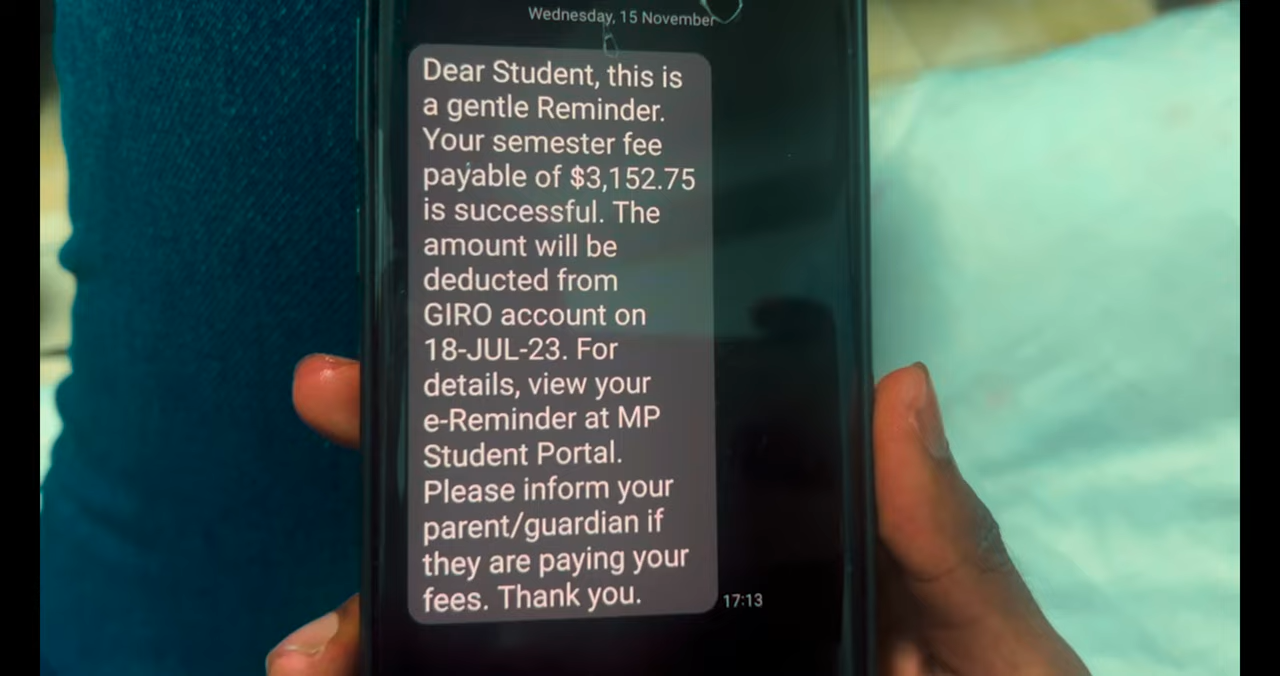 Wednesday, 15 November
Dear Student, this is
a gentle Reminder.
Your semester fee
payable of $3,152.75
is successful. The
amount will be
deducted from
GIRO account on
18-JUL-23. For
details, view your
e-Reminder at MP
Student Portal.
Please inform your
parent/guardian if
they are paying your
fees. Thank you.
17:13